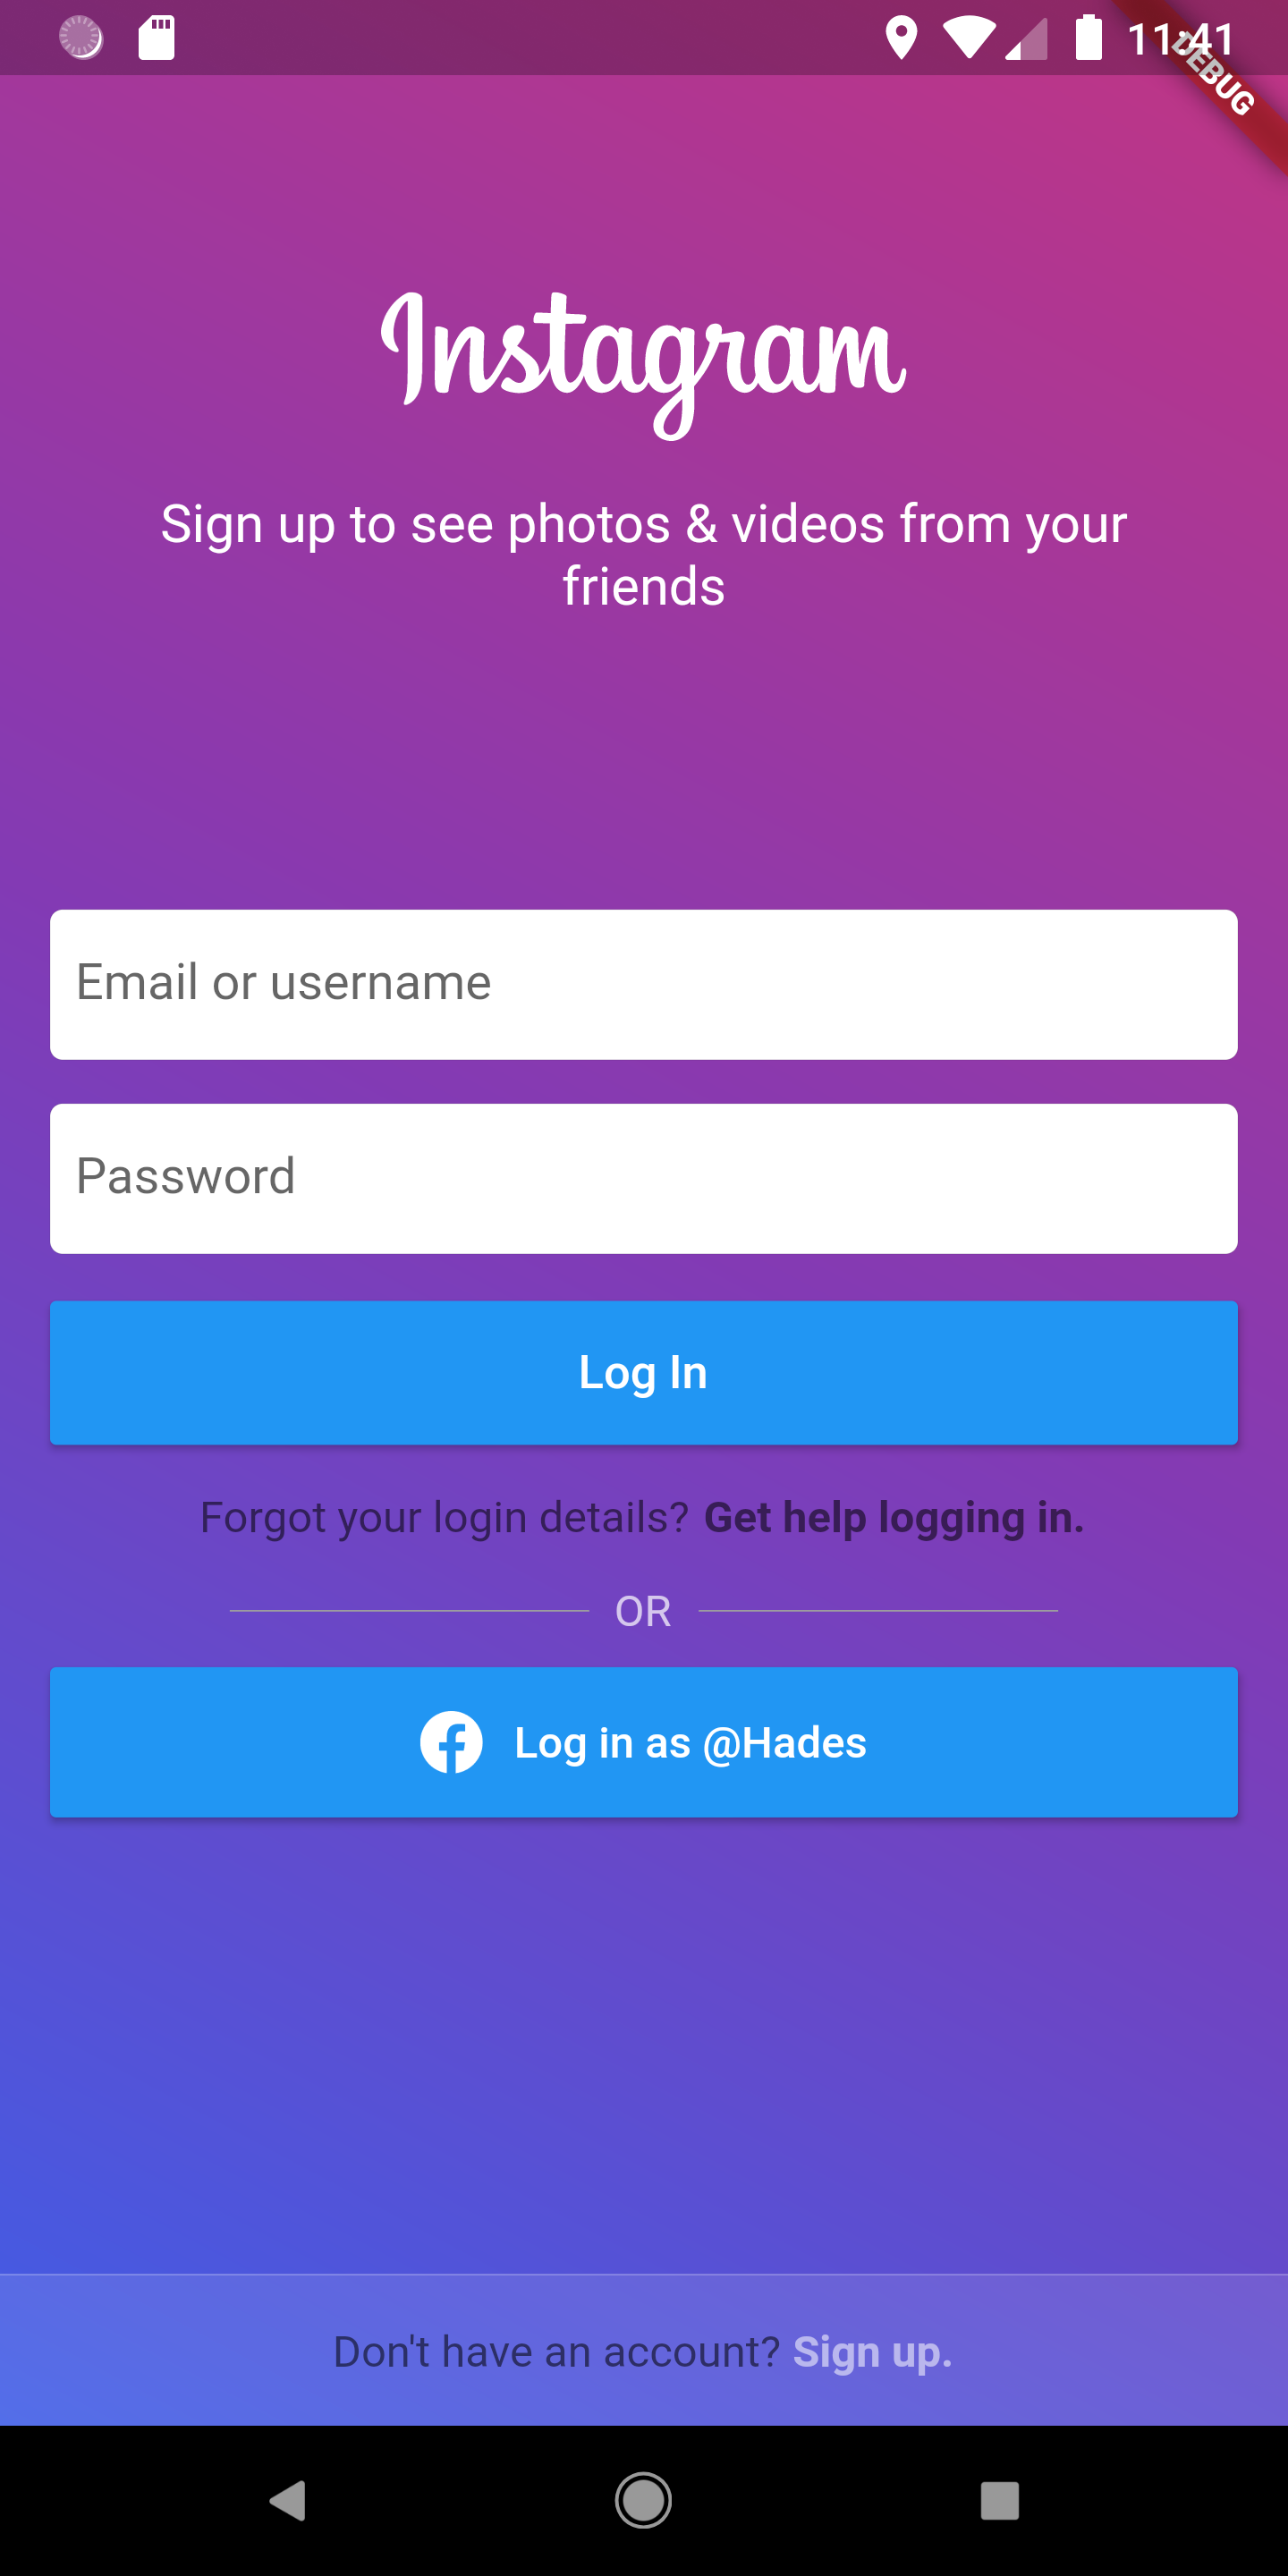 11:41
DEBUG
Instagram
Sign up to see photos & videos from your
friends
Email or username
Password
Log In
Forgot your login details? Get help logging in.
OR
Log in as @Hades
Don't have an account? Sign up.